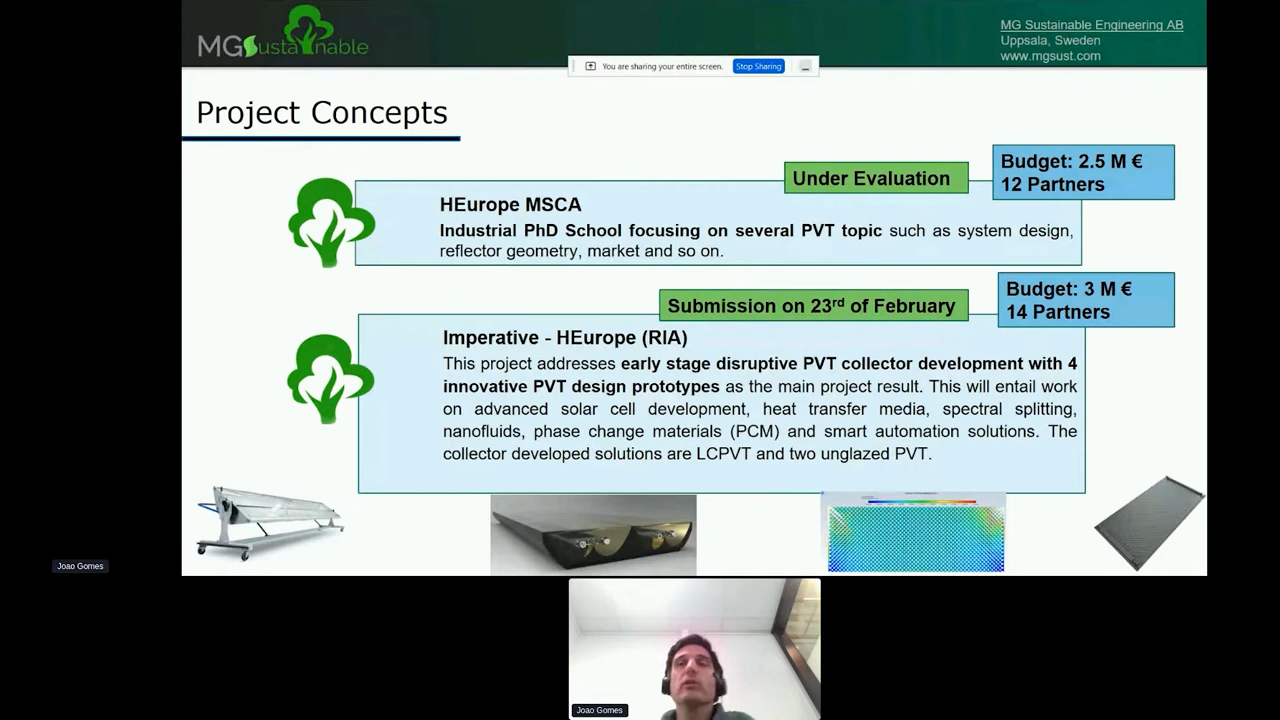 MGSustainable
MG Sustainable Engineering AB
Uppsala, Sweden
www.mgsust.com
You are sharing your entire screen.
Stop Sharing
Project Concepts
Under Evaluation
Budget: 2.5 M €
12 Partners
HEurope MSCA
Industrial PhD School focusing on several PVT topic such as system design,
reflector geometry, market and so on.
Submission on 23rd of February
Budget: 3 M €
14 Partners
Imperative - HEurope (RIA)
This project addresses early stage disruptive PVT collector development with 4
innovative PVT design prototypes as the main project result. This will entail work
on advanced solar cell development, heat transfer media, spectral splitting,
nanofluids, phase change materials (PCM) and smart automation solutions. The
collector developed solutions are LCPVT and two unglazed PVT.
Joao Gomes
Joao Gomes